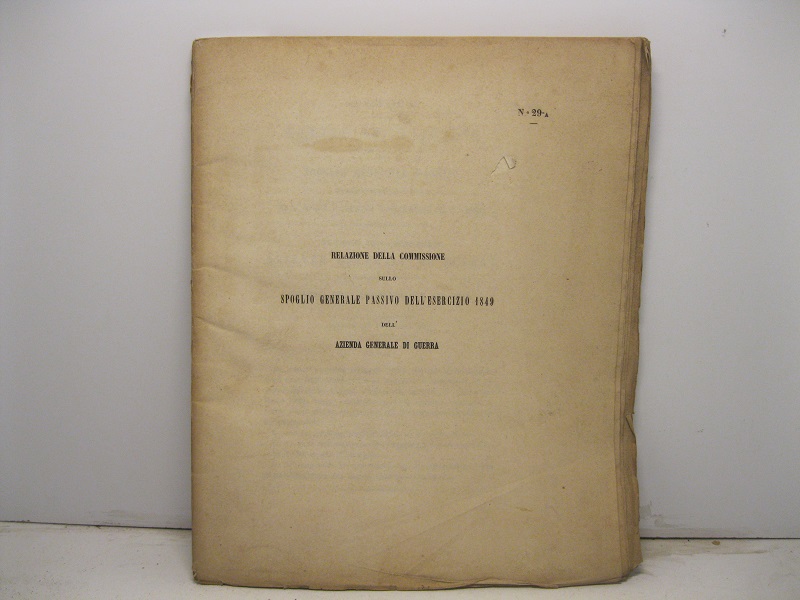 N.° 29-A
RELAZIONE DELLA COMMISSIONE
SULLO
SPOGLIO GENERALE PASSIVO DELL'ESERCIZIO 1849
DELL'
AZIENDA GENERALE DI GUERRA